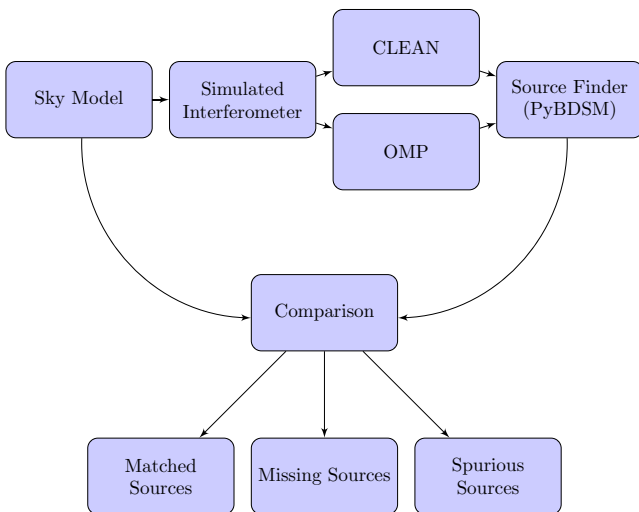 CLEAN
Sky Model
Simulated
Interferometer
Source Finder
(PyBDSM)
OMP
Comparison
Matched
Sources
Missing Sources
Spurious
Sources